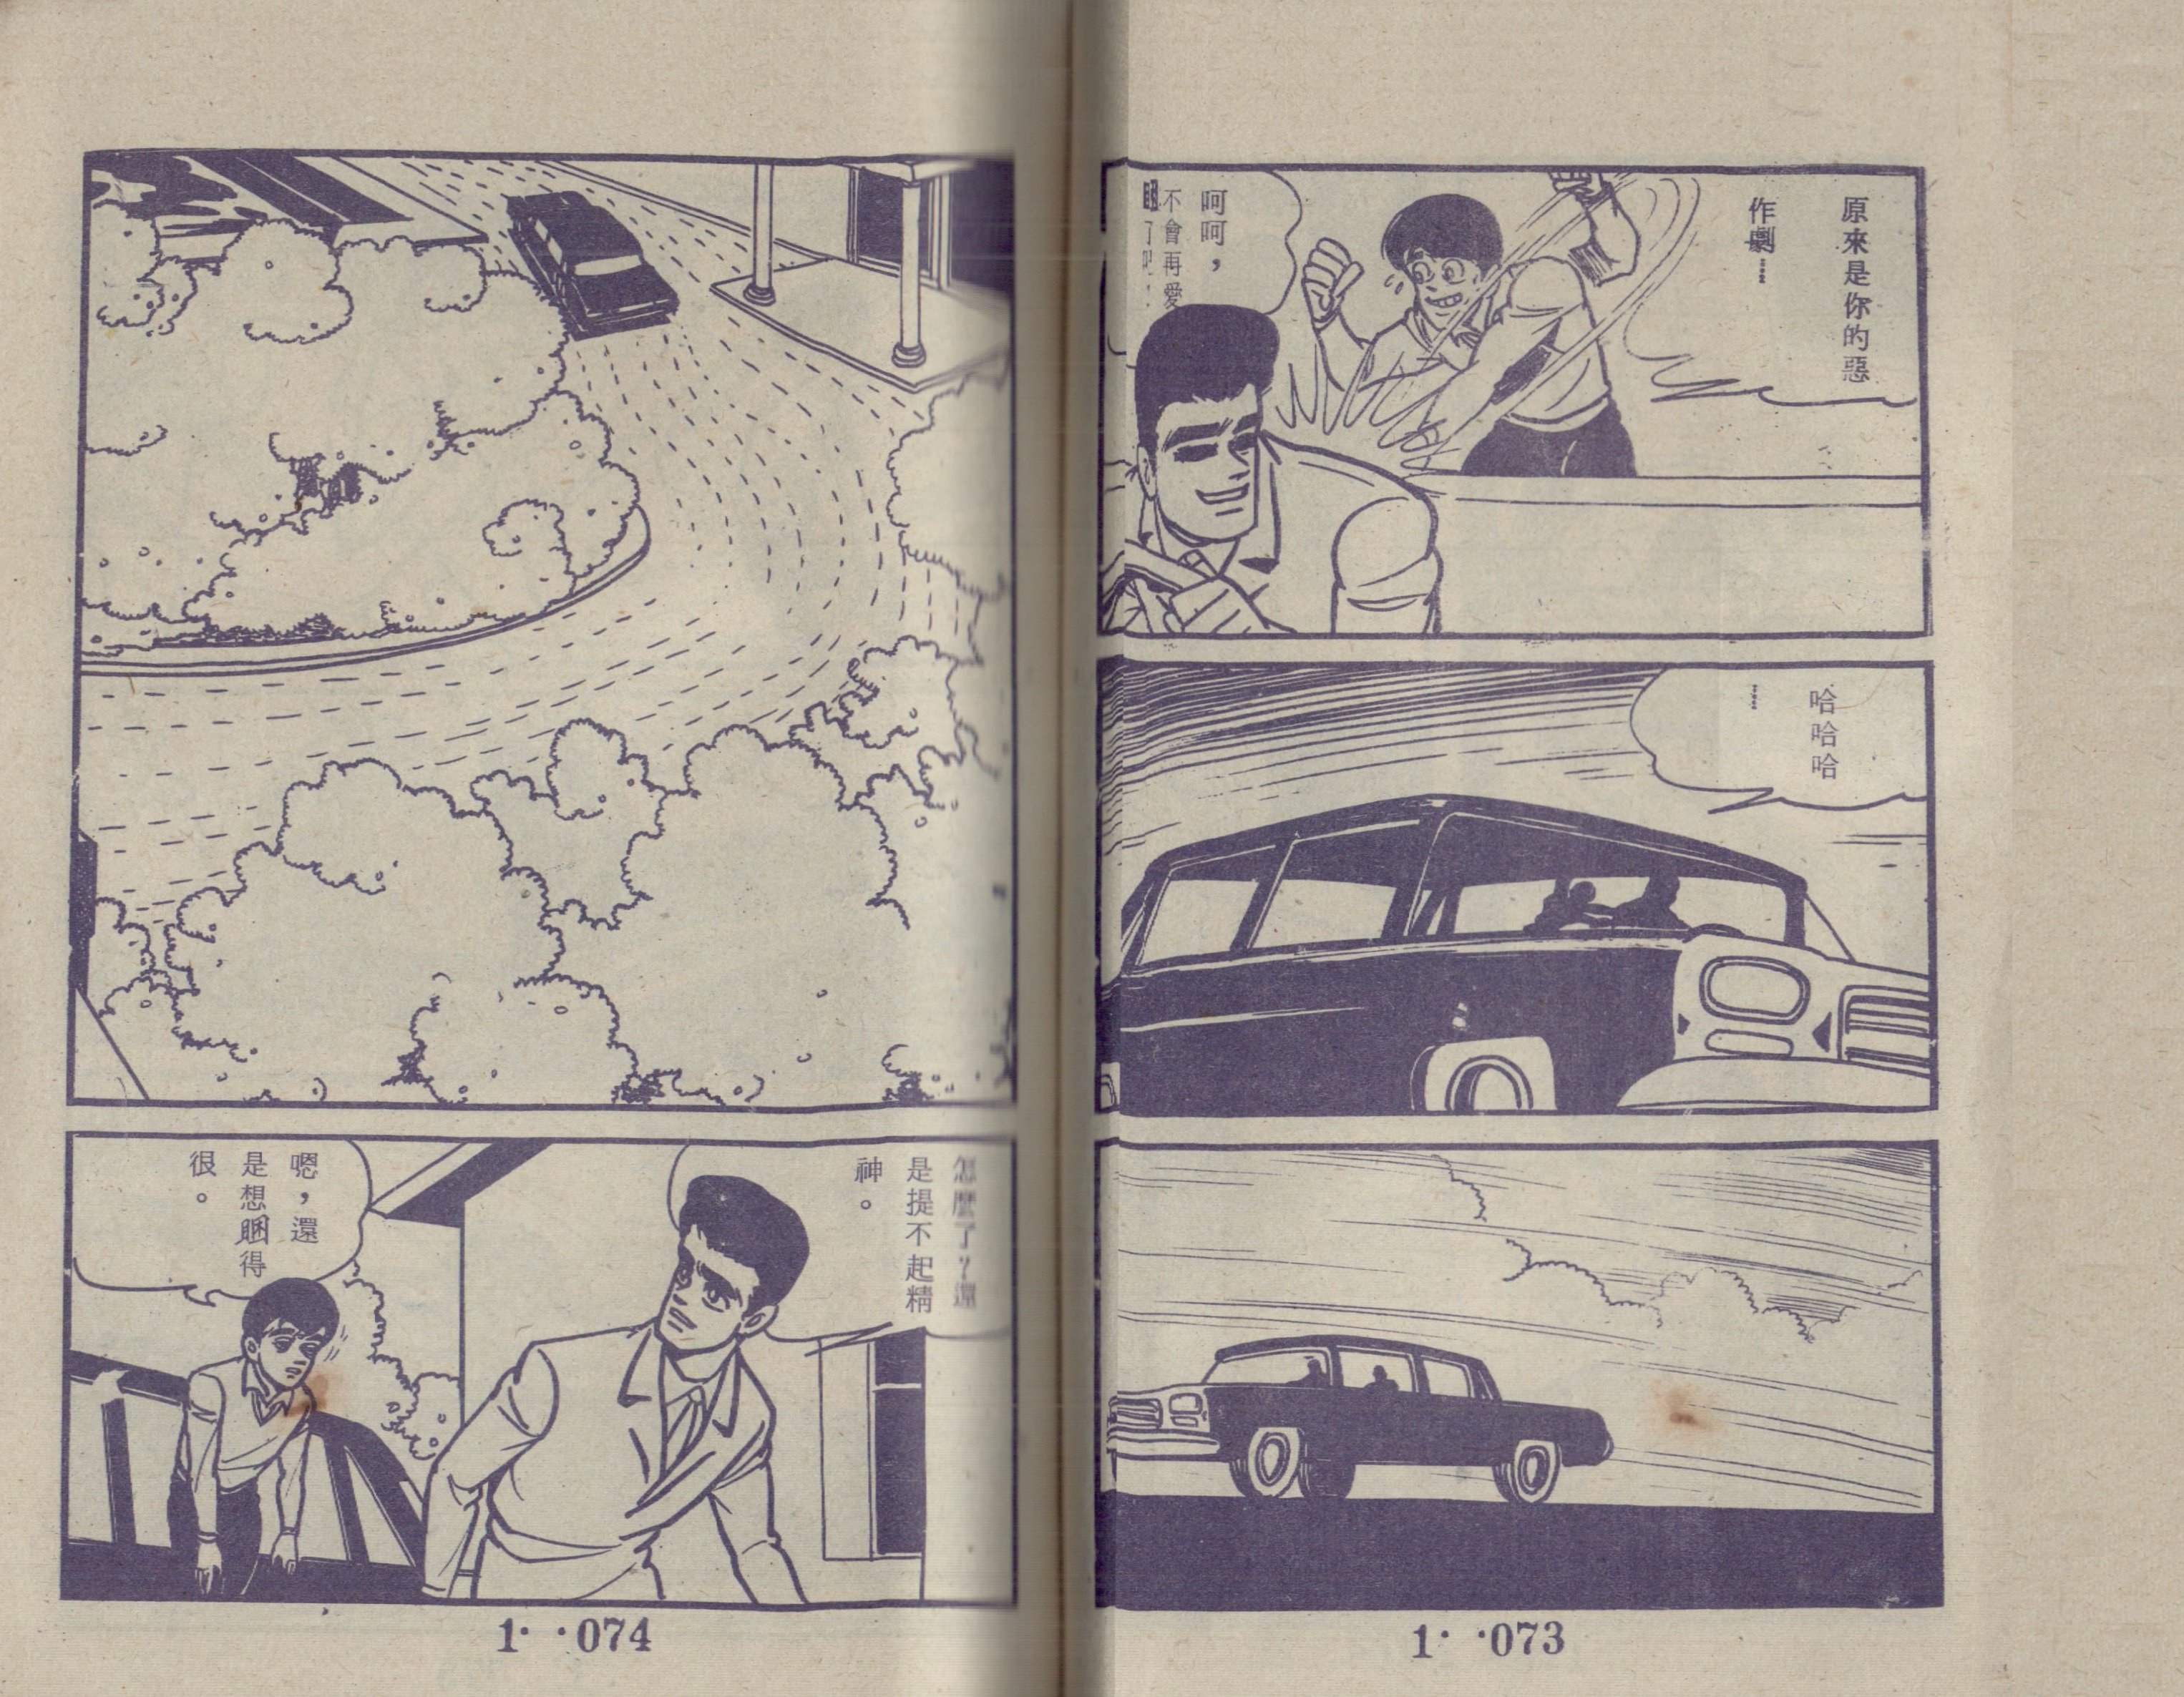 原來是你的惡
作劇……
呵呵，
不會再愛
睏了吧！
哈哈哈
……
1··073
怎麼了？還
是提不起精
神。
嗯，還
是想睏得
很。
1··074